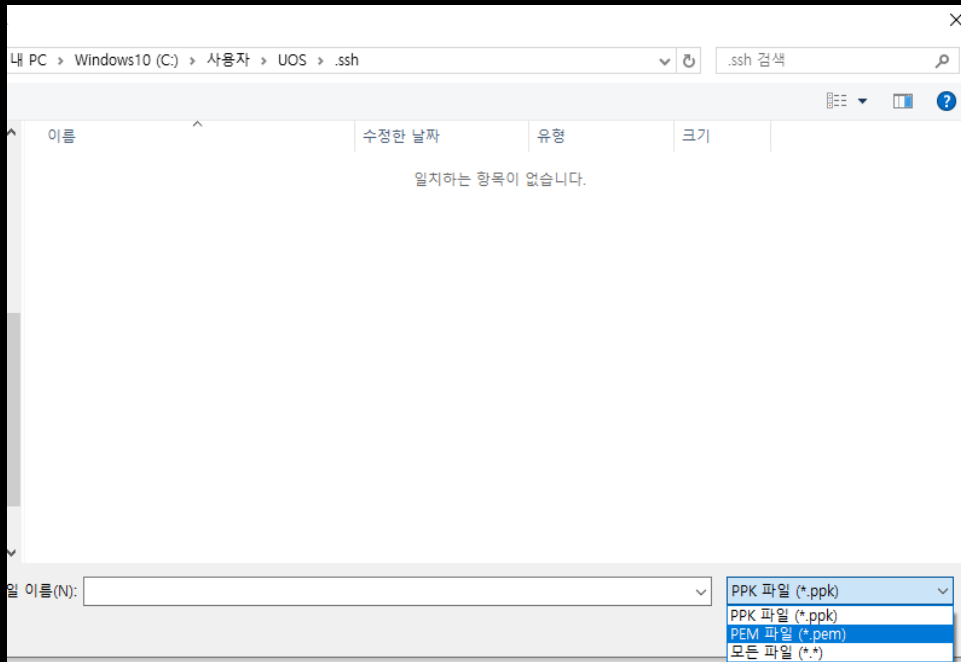 내 PC > Windows10 (C:) > 사용자 > UOS > .ssh
.ssh 검색
이름 수정한 날짜 유형 크기
일치하는 항목이 없습니다.
일 이름(N):
PPK 파일 (*.ppk)
PPK 파일 (*.ppk)
PEM 파일 (*.pem)
모든 파일 (*.*)